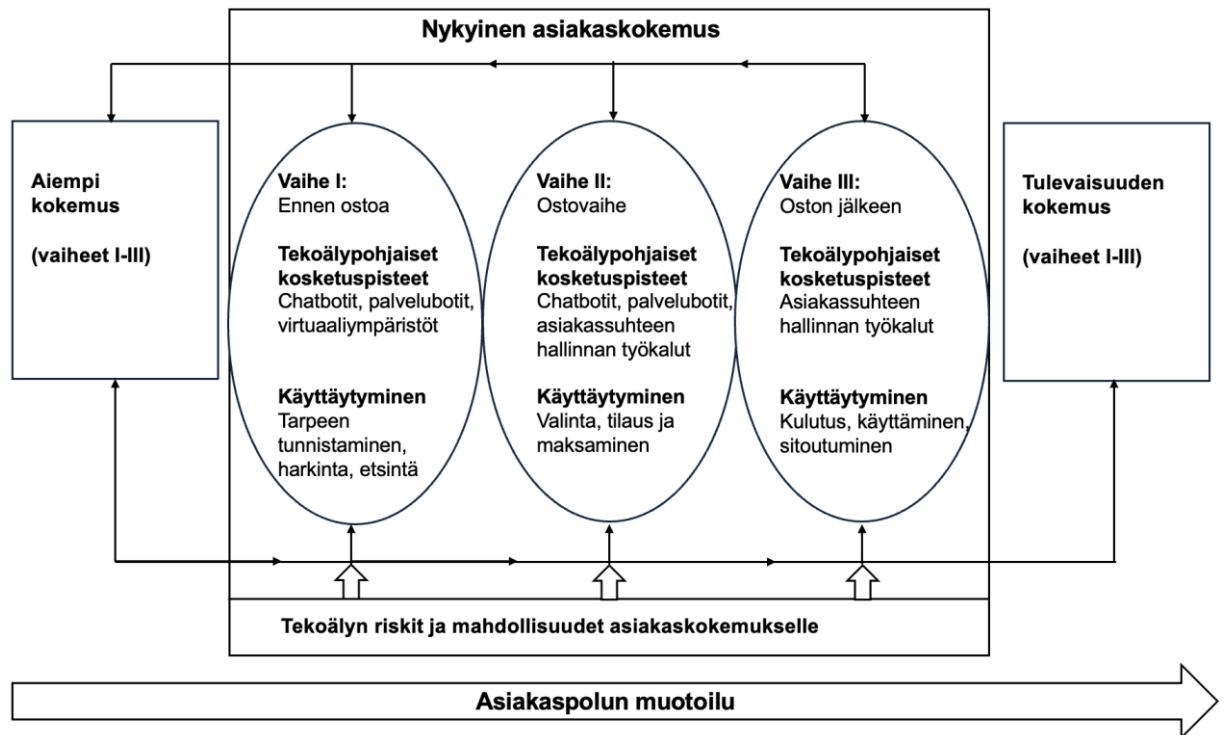 Nykyinen asiakaskokemus
Aiempi
kokemus
(vaiheet I-III)
Vaihe I:
Ennen ostoa
Tekoälypohjaiset
kosketuspisteet
Chatbotit, palvelubotit,
virtuaaliympäristöt
Käyttäytyminen
Tarpeen
tunnistaminen,
harkinta, etsintä
Vaihe II:
Ostovaihe
Tekoälypohjaiset
kosketuspisteet
Chatbotit, palvelubotit,
asiakassuhteen
hallinnan työkalut
Käyttäytyminen
Valinta, tilaus ja
maksaminen
Vaihe III:
Oston jälkeen
Tekoälypohjaiset
kosketuspisteet
Asiakassuhteen
hallinnan työkalut
Käyttäytyminen
Kulutus, käyttäminen,
sitoutuminen
Tulevaisuuden
kokemus
(vaiheet I-III)
Tekoälyn riskit ja mahdollisuudet asiakaskokemukselle
Asiakaspolun muotoilu